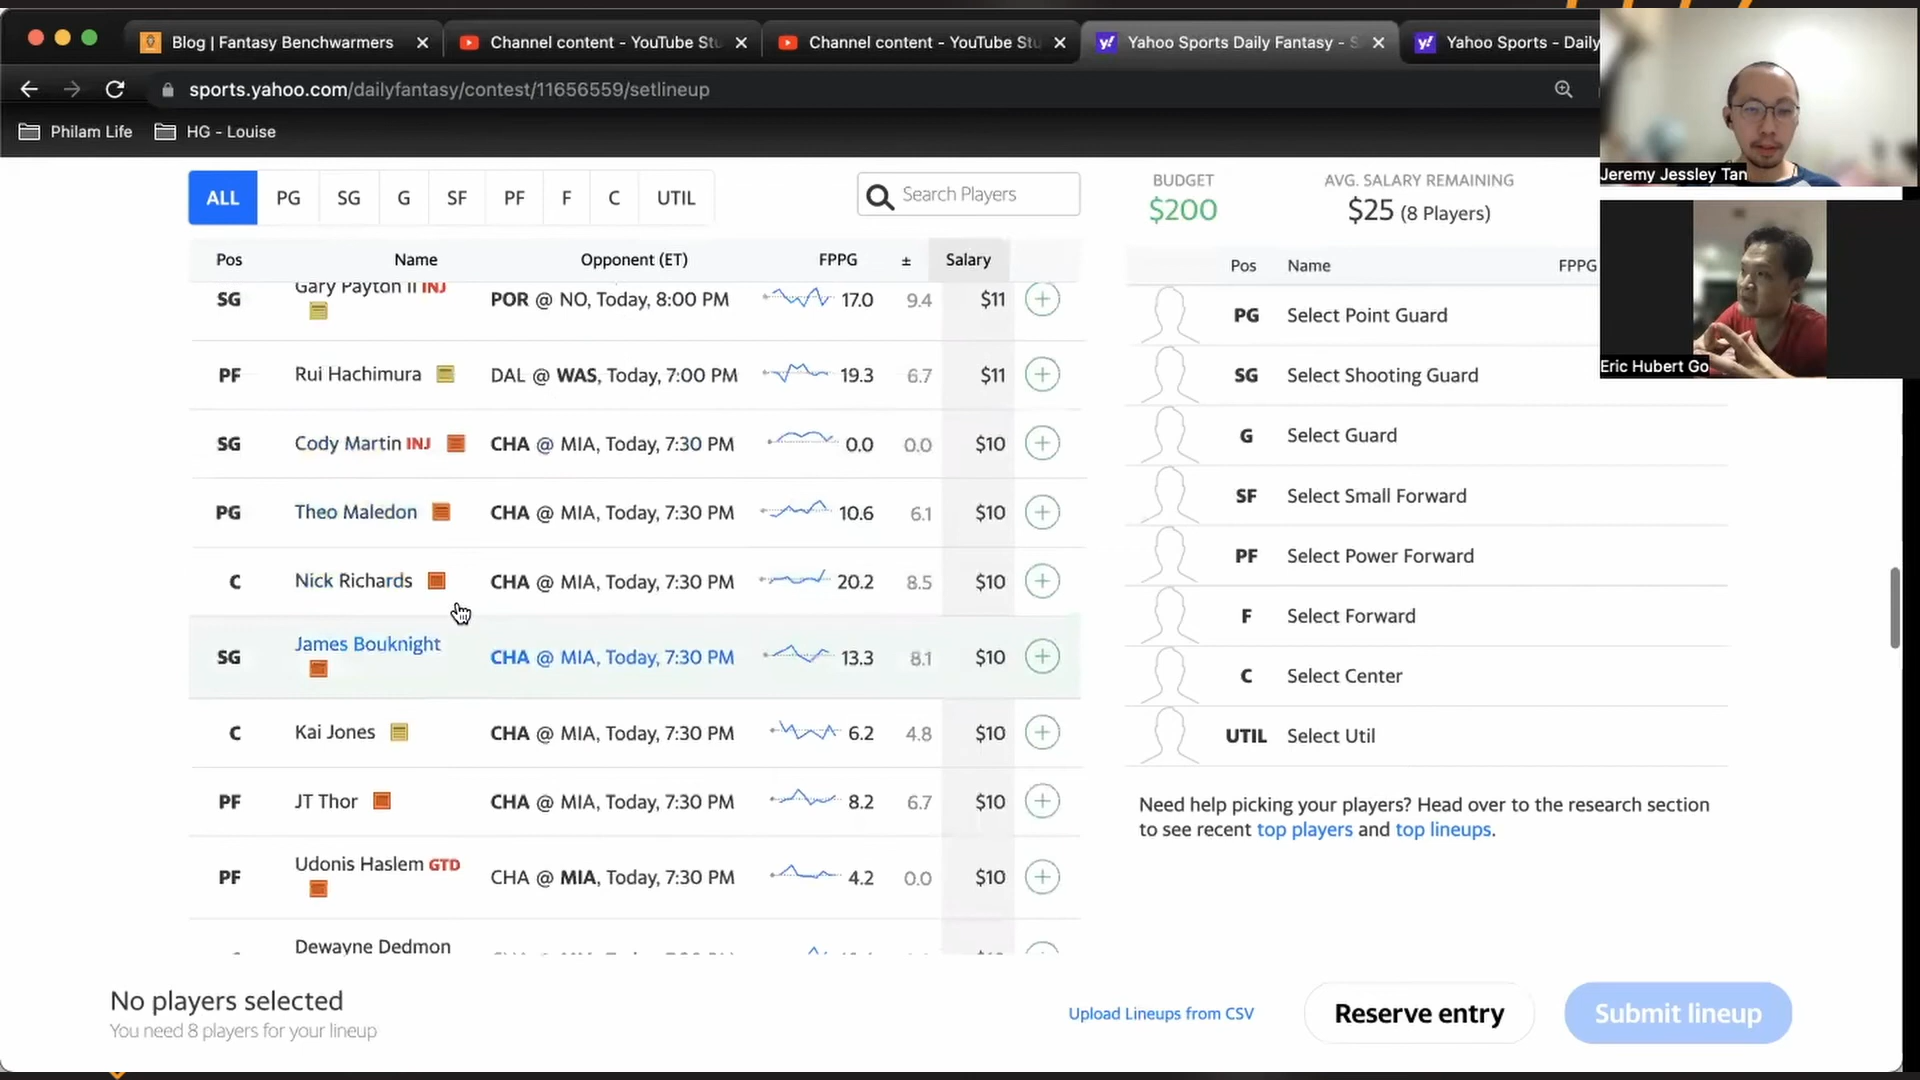 Blog | Fantasy Benchwarmers
Channel content - YouTube Stu
Channel content - YouTube Stu
Yahoo Sports Daily Fantasy - S
Yahoo Sports - Daily
sports.yahoo.com/dailyfantasy/contest/11656559/setlineup
Philam Life
HG - Louise
Jeremy Jessley Tan
Eric Hubert Go
ALL PG SG G SF PF F C UTIL
Search Players
BUDGET
$200
AVG. SALARY REMAINING
$25 (8 Players)
Pos Name Opponent (ET) FPPG ± Salary
SG Gary Payton II INJ POR @ NO, Today, 8:00 PM 17.0 9.4 $11
PF Rui Hachimura DAL @ WAS, Today, 7:00 PM 19.3 6.7 $11
SG Cody Martin INJ CHA @ MIA, Today, 7:30 PM 0.0 0.0 $10
PG Theo Maledon CHA @ MIA, Today, 7:30 PM 10.6 6.1 $10
C Nick Richards CHA @ MIA, Today, 7:30 PM 20.2 8.5 $10
SG James Bouknight CHA @ MIA, Today, 7:30 PM 13.3 8.1 $10
C Kai Jones CHA @ MIA, Today, 7:30 PM 6.2 4.8 $10
PF JT Thor CHA @ MIA, Today, 7:30 PM 8.2 6.7 $10
PF Udonis Haslem GTD CHA @ MIA, Today, 7:30 PM 4.2 0.0 $10
Dewayne Dedmon
Pos Name FPPG
PG Select Point Guard
SG Select Shooting Guard
G Select Guard
SF Select Small Forward
PF Select Power Forward
F Select Forward
C Select Center
UTIL Select Util
Need help picking your players? Head over to the research section
to see recent top players and top lineups.
No players selected
You need 8 players for your lineup
Upload Lineups from CSV
Reserve entry
Submit lineup